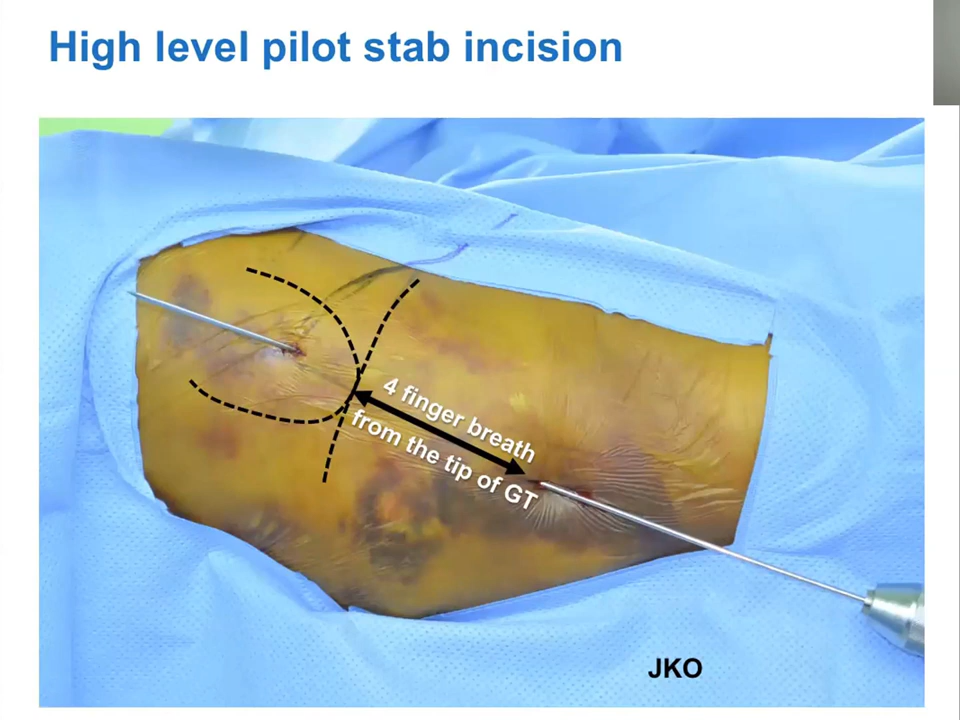 High level pilot stab incision
4 finger breath
from the tip of GT
JKO